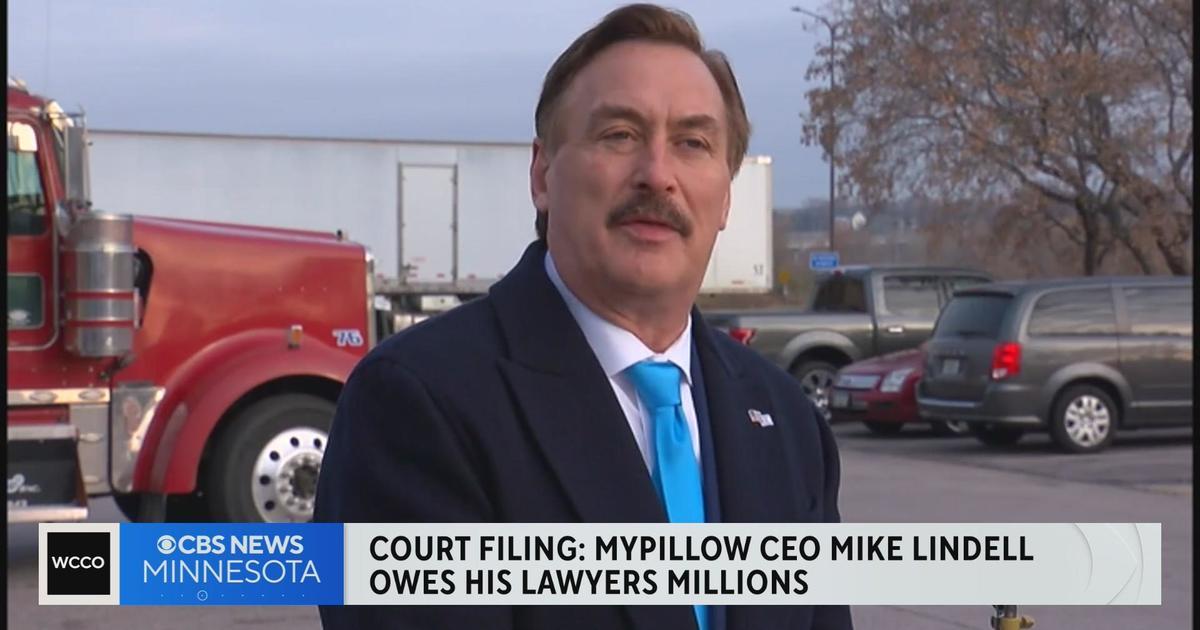 76
WCCO
CBS NEWS
MINNESOTA
COURT FILING: MYPILLOW CEO MIKE LINDELL
OWES HIS LAWYERS MILLIONS